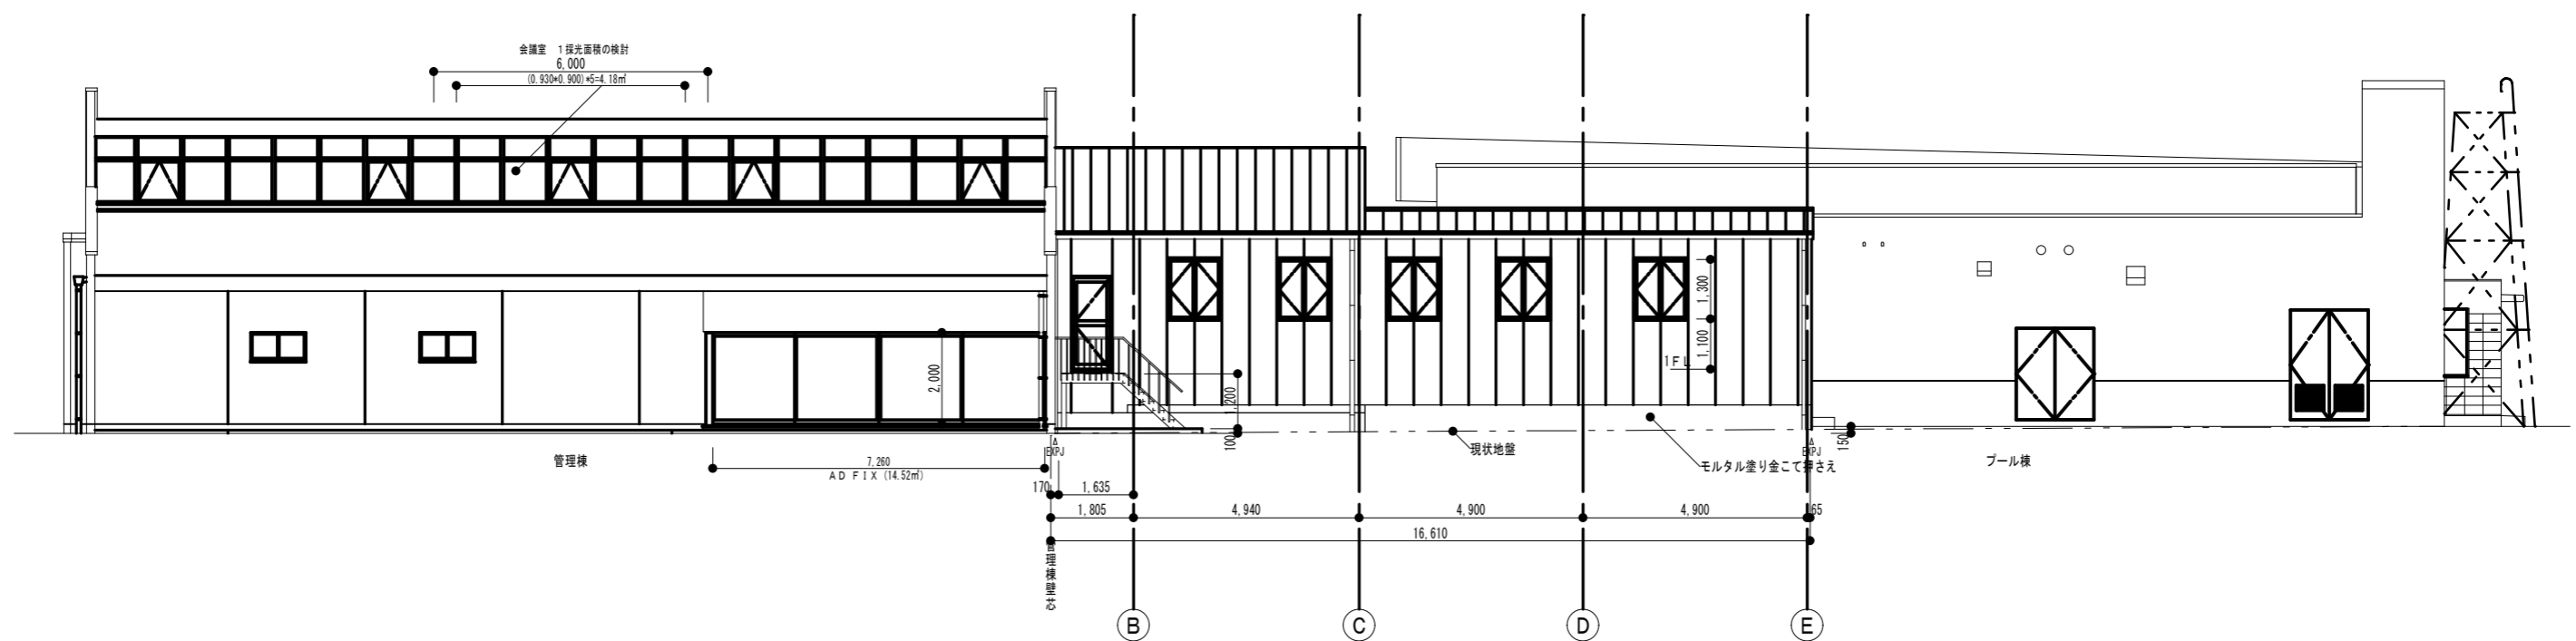 会議室 1採光面積の検討
6,000
(0.930*0.900)*5=4.18㎡
2,000
1,300
1,100
1FL
1,200
100
150
EXPJ
EXPJ
現状地盤
モルタル塗り金こて押さえ
管理棟
プール棟
7,260
AD FIX (14.52㎡)
170
1,635
1,805
4,940
4,900
4,900
65
16,610
管理棟壁心
B
C
D
E